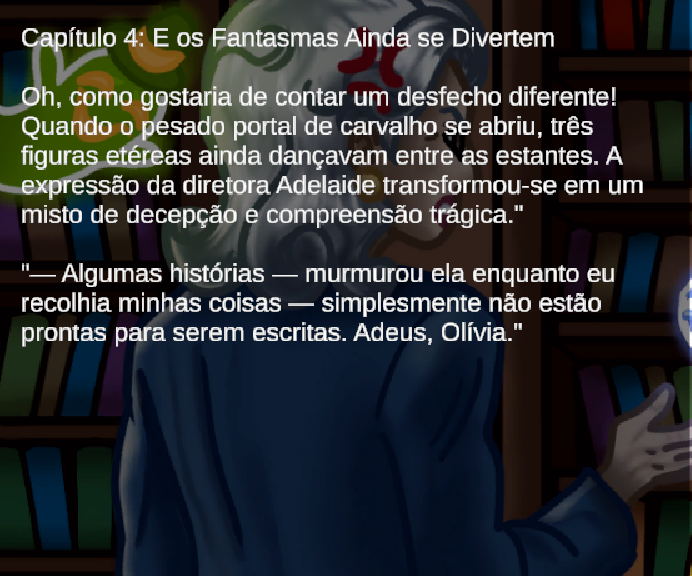 Capítulo 4: E os Fantasmas Ainda se Divertem
Oh, como gostaria de contar um desfecho diferente!
Quando o pesado portal de carvalho se abriu, três
figuras etéreas ainda dançavam entre as estantes. A
expressão da diretora Adelaide transformou-se em um
misto de decepção e compreensão trágica."
"— Algumas histórias — murmurou ela enquanto eu
recolhia minhas coisas — simplesmente não estão
prontas para serem escritas. Adeus, Olívia."